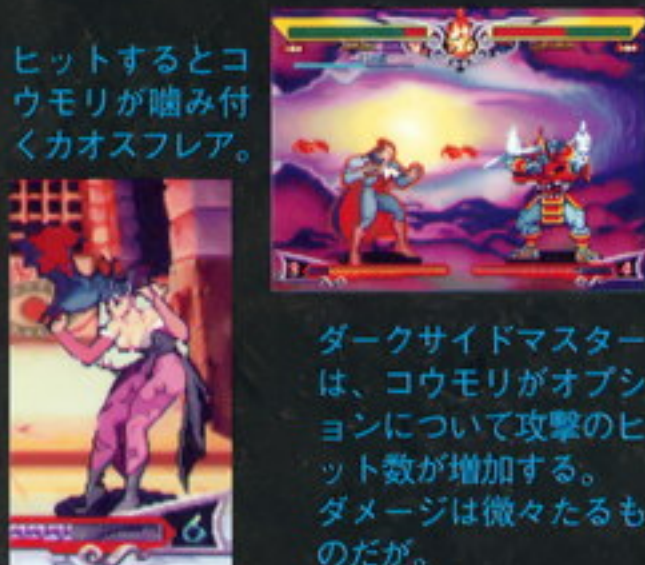 ヒットするとコ
ウモリが噛み付
くカオスフレア。
3
4
6
ダークサイドマスター
は、コウモリがオプシ
ョンについて攻撃のヒ
ット数が増加する。
ダメージは微々たるも
のだが。